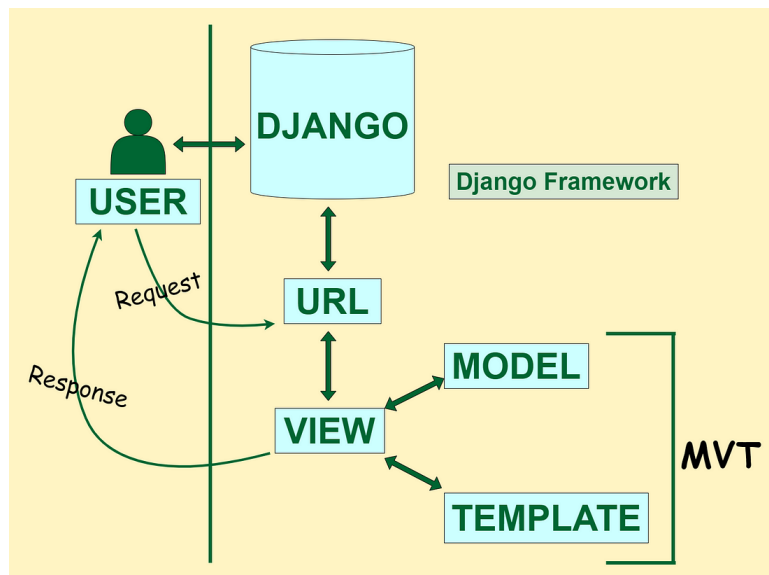 DJANGO
Django Framework
USER
Request
URL
Response
MODEL
VIEW
MVT
TEMPLATE